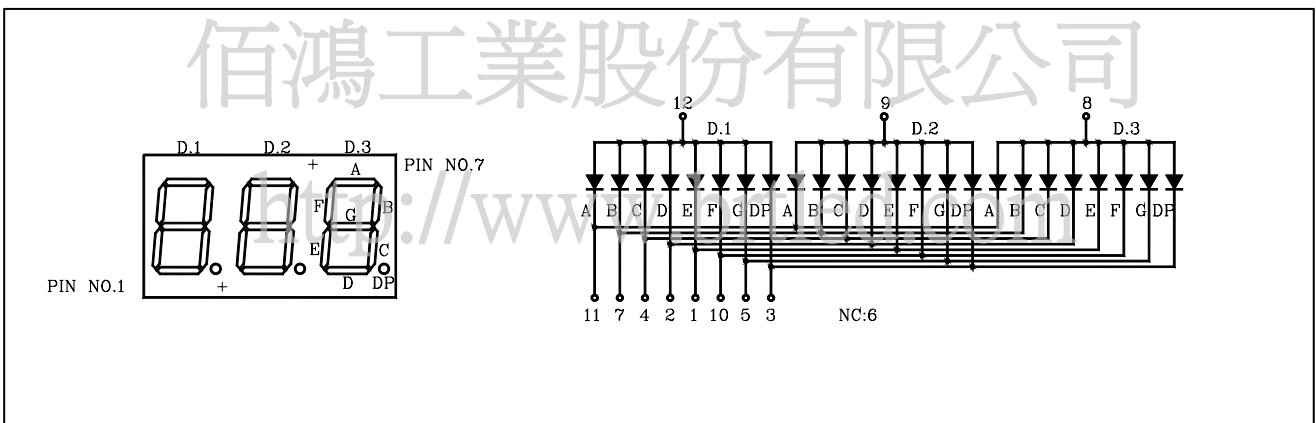 佰鴻工業股份有限公司
http://www.brtled.com
D.1 D.2 D.3
+ A PIN NO.7
F B
G
E C
D DP
PIN NO.1 +
12 9 8
D.1 D.2 D.3
A B C D E F G DP A B C D E F G DP A B C D E F G DP
11 7 4 2 1 10 5 3 NC:6